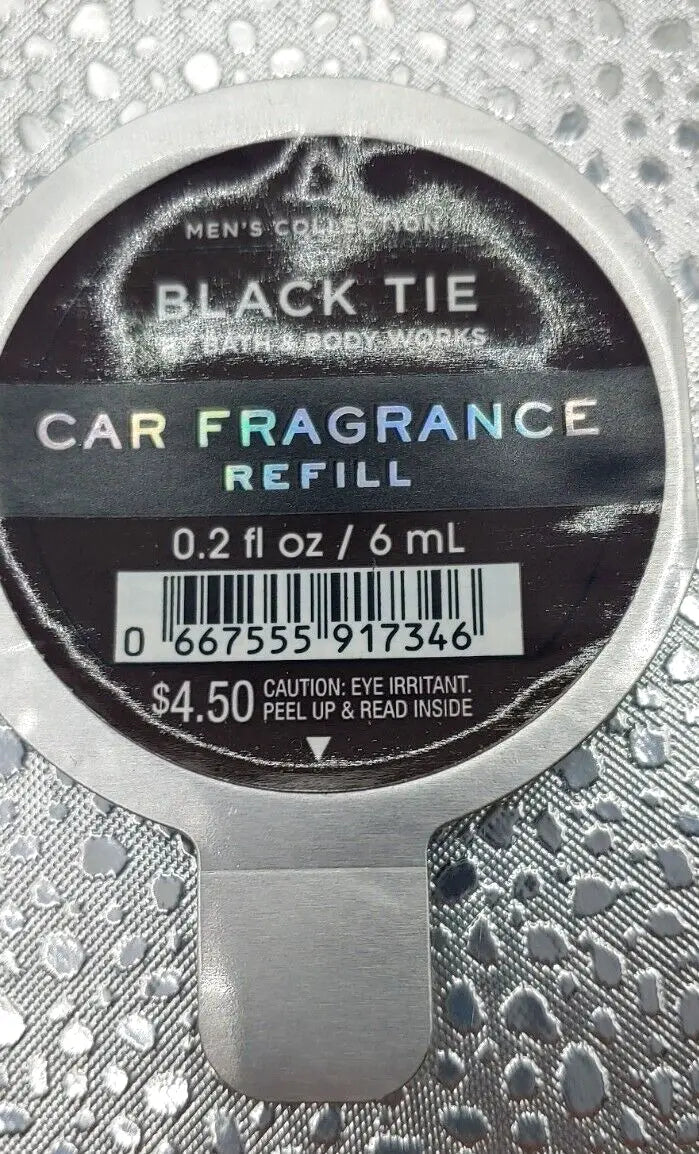 MEN'S COLLECTION
BLACK TIE
BY BATH & BODY WORKS
CAR FRAGRANCE
REFILL
0.2 fl oz / 6 mL
0 667555 917346
$4.50 CAUTION: EYE IRRITANT.
PEEL UP & READ INSIDE